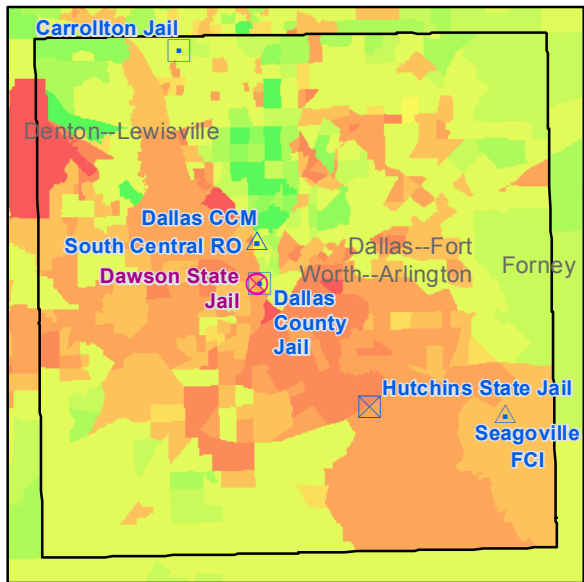 Carrollton Jail
Denton--Lewisville
Dallas CCM
South Central RO
Dallas--Fort
Worth--Arlington
Forney
Dawson State
Jail
Dallas
County
Jail
Hutchins State Jail
Seagoville
FCI